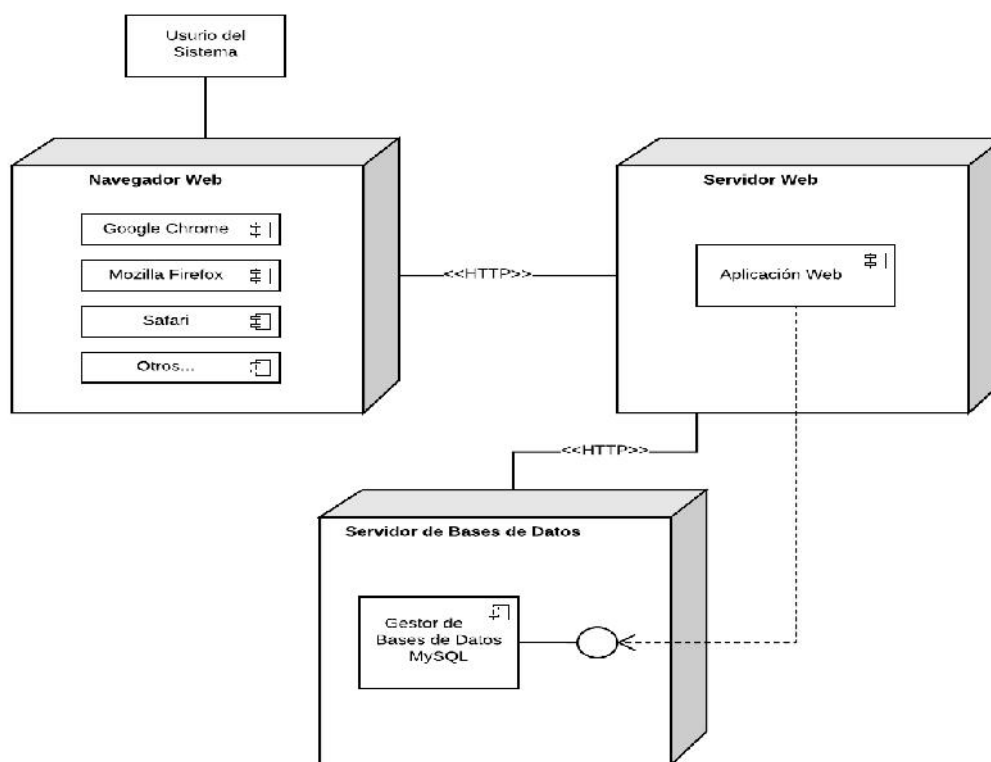 Usurio del
Sistema
Navegador Web
Google Chrome
Mozilla Firefox
Safari
Otros...
<<HTTP>>
Servidor Web
Aplicación Web
<<HTTP>>
Servidor de Bases de Datos
Gestor de
Bases de Datos
MySQL